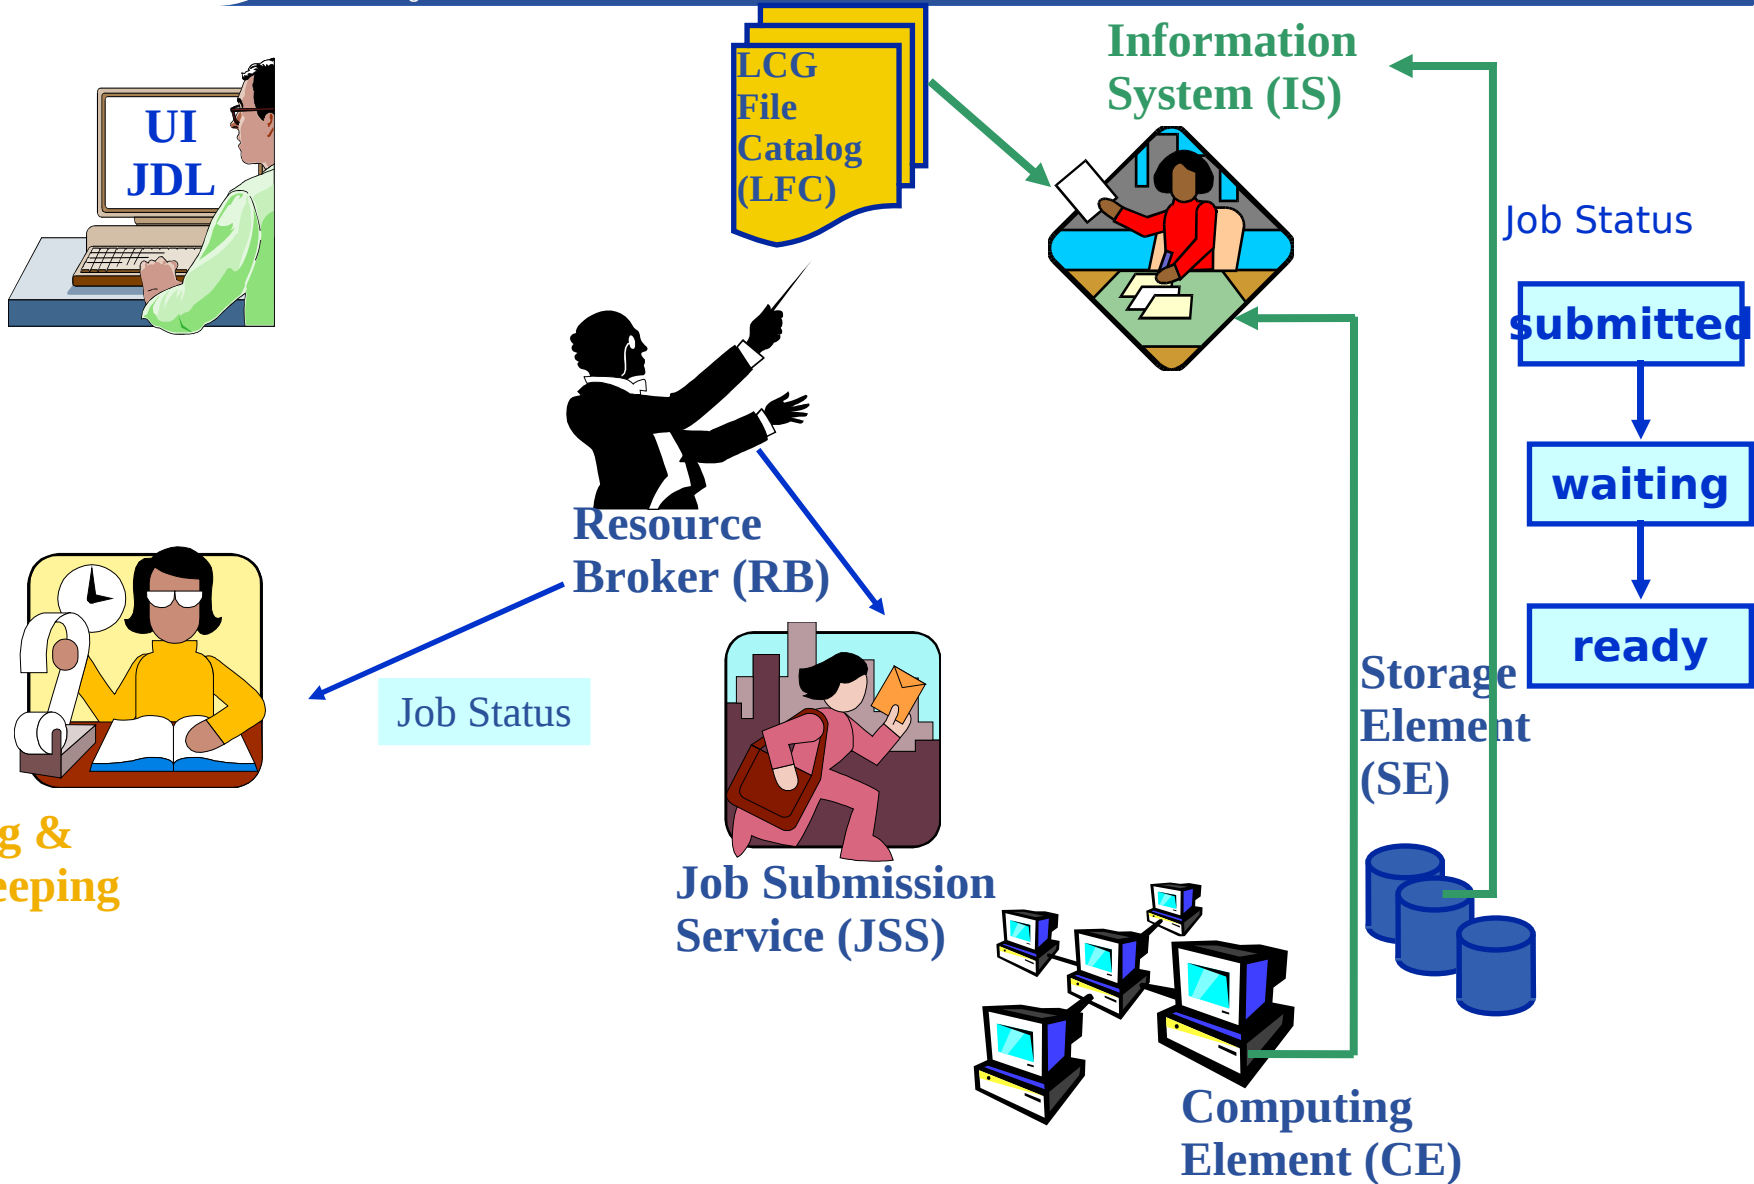 UI
JDL
LCG
File
Catalog
(LFC)
Information
System (IS)
Job Status
submitted
waiting
ready
Resource
Broker (RB)
Job Status
Storage
Element
(SE)
g &
eeping
Job Submission
Service (JSS)
Computing
Element (CE)